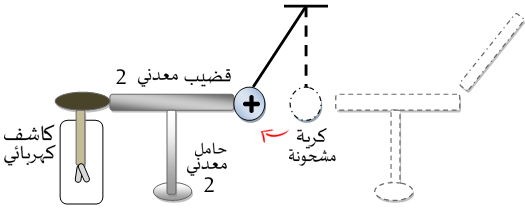 قضيب معدني 2
+
كاشف
كهربائي
حامل
معدني
2
كرية
مشحونة